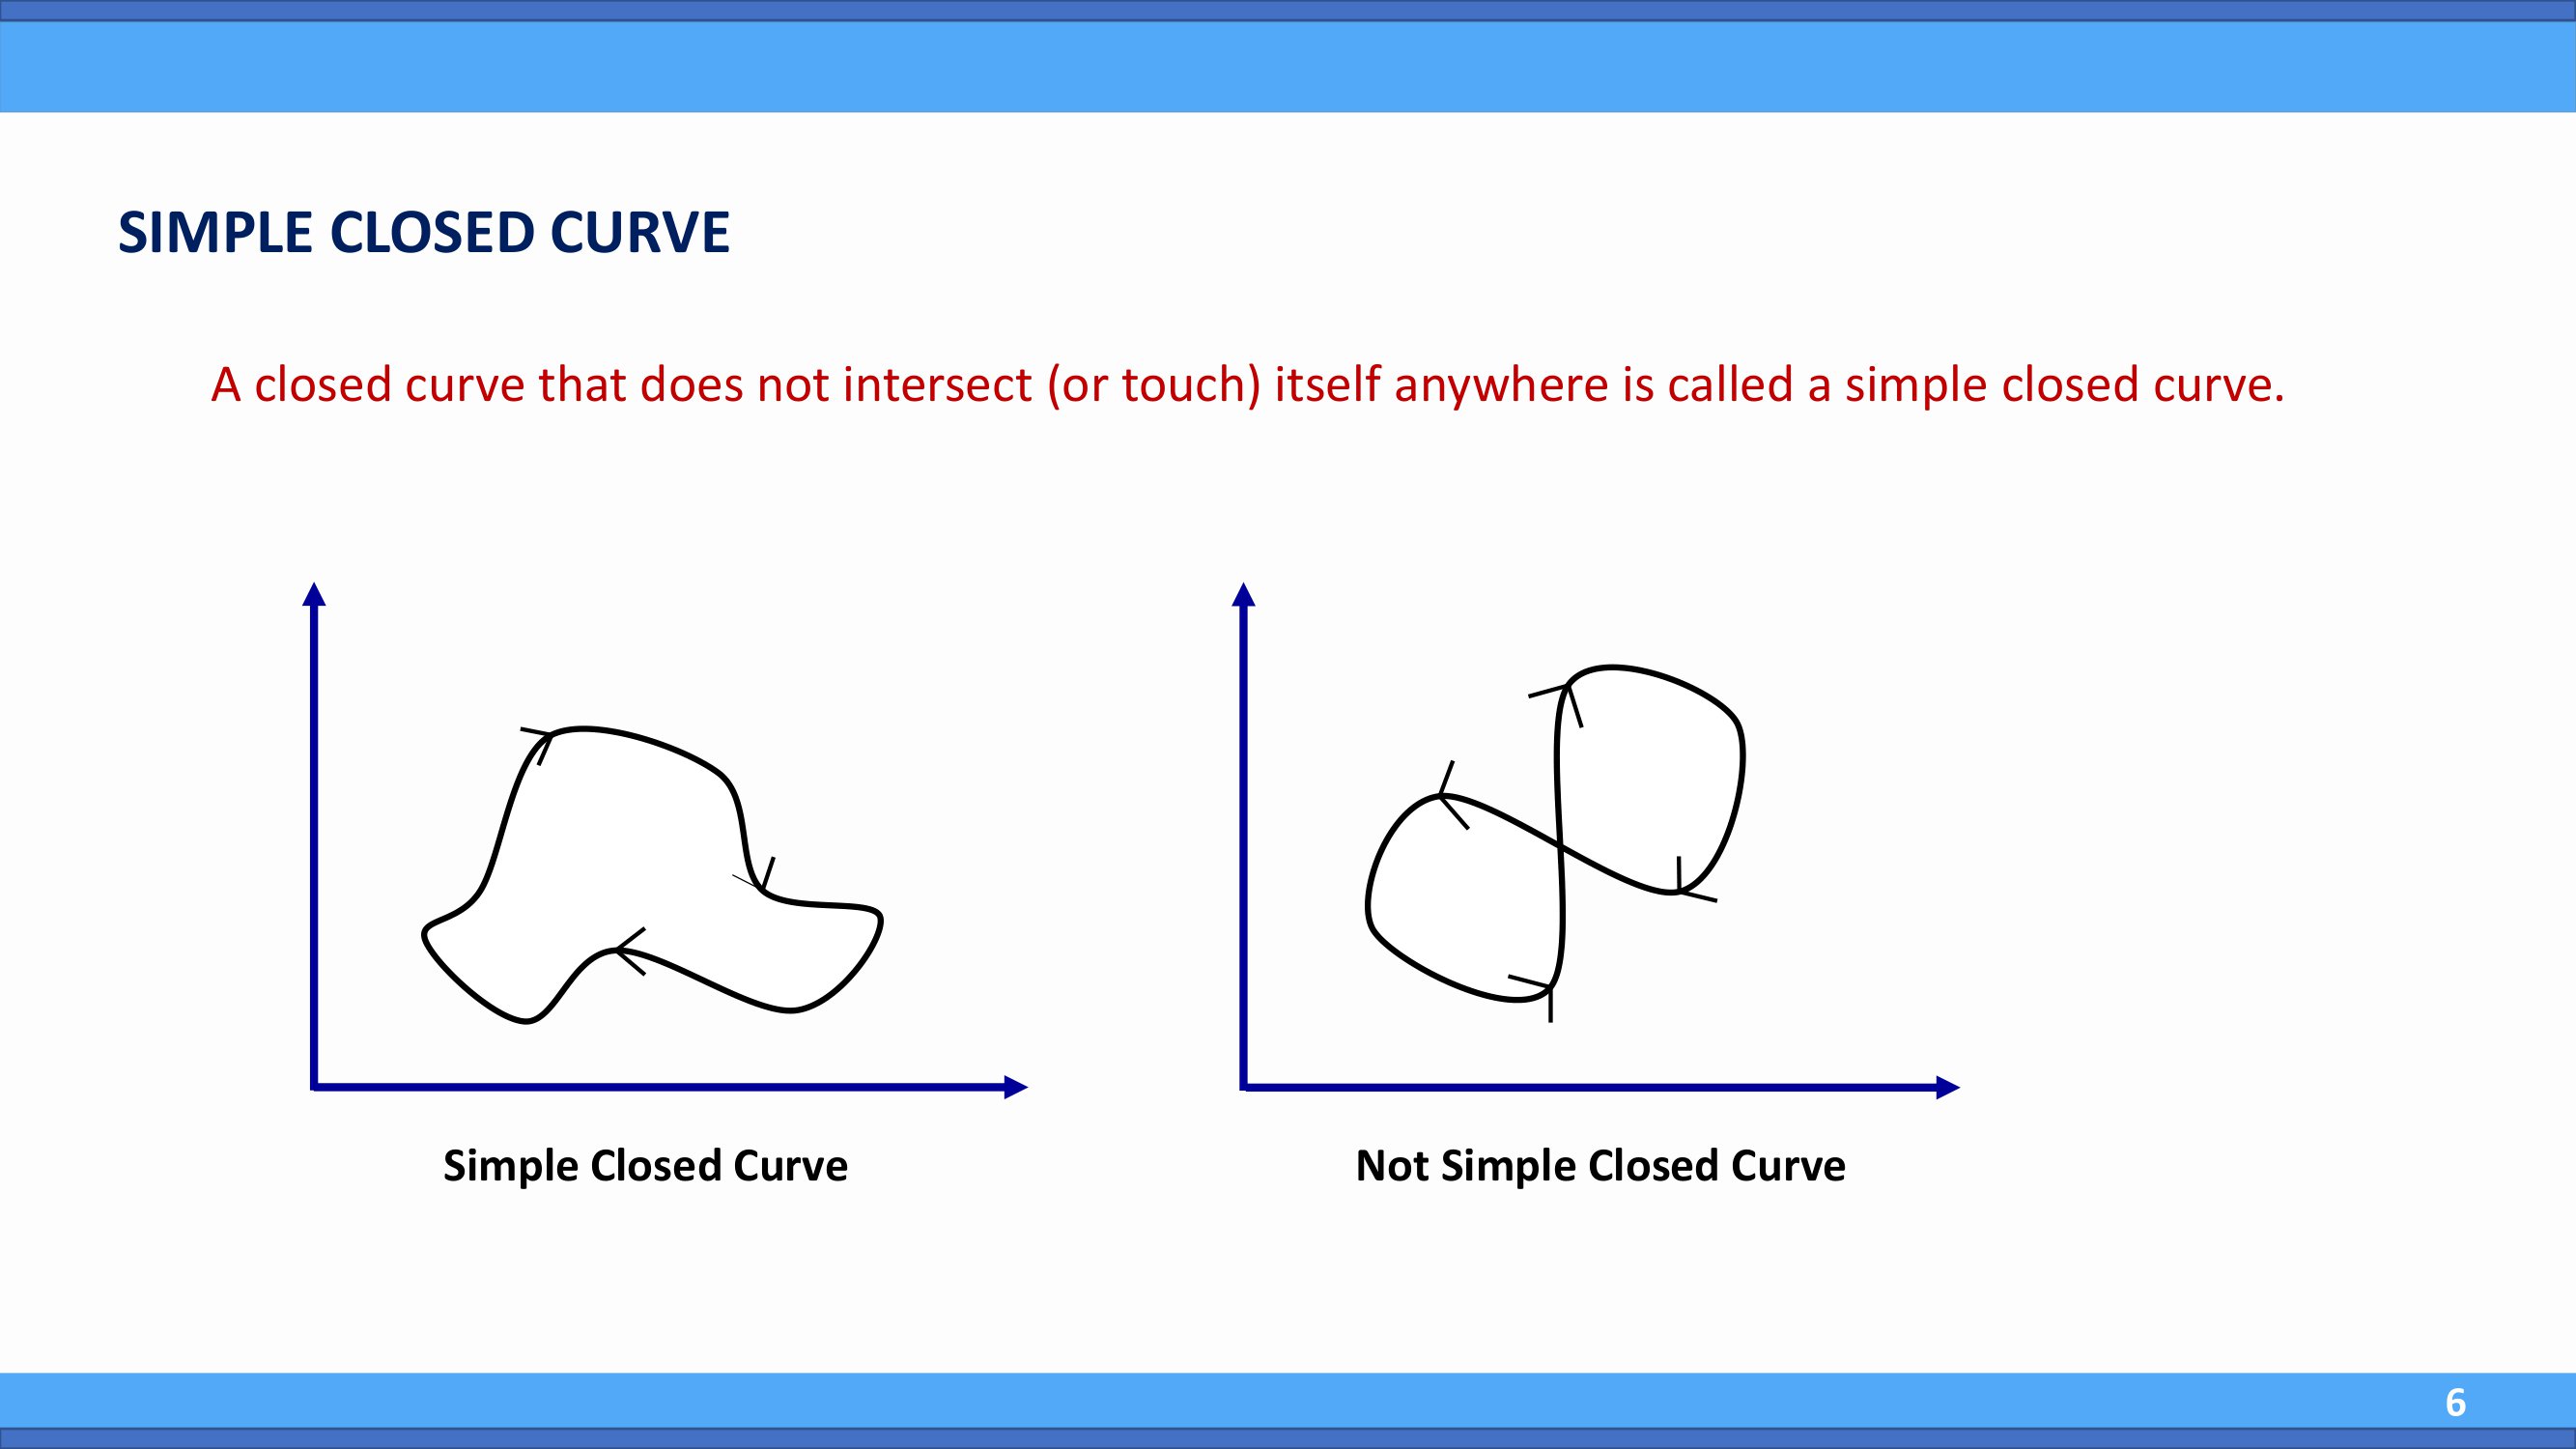 SIMPLE CLOSED CURVE
A closed curve that does not intersect (or touch) itself anywhere is called a simple closed curve.
Simple Closed Curve
Not Simple Closed Curve
6